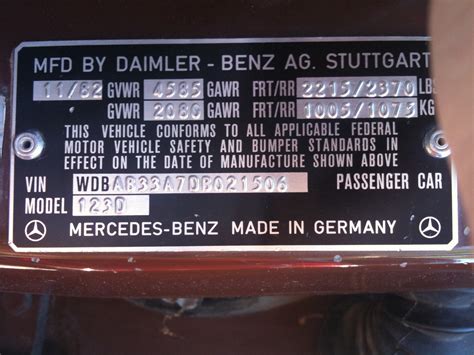 MFD BY DAIMLER - BENZ AG. STUTTGART
11/82 GVWR 4585 GAWR FRT/RR 2215/2370 LBS
GVWR 2080 GAWR FRT/RR 1005/1075 KG
THIS VEHICLE CONFORMS TO ALL APPLICABLE FEDERAL
MOTOR VEHICLE SAFETY AND BUMPER STANDARDS IN
EFFECT ON THE DATE OF MANUFACTURE SHOWN ABOVE
VIN WDBAB33A7DB021506 PASSENGER CAR
MODEL 123D
MERCEDES-BENZ MADE IN GERMANY